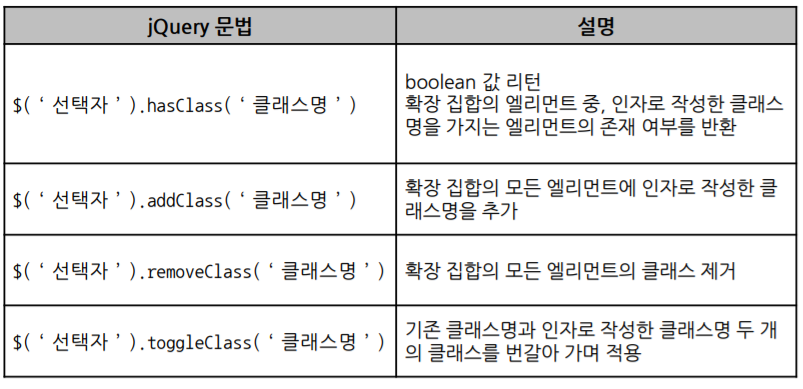 jQuery 문법
설명
$( ‘ 선택자 ’ ).hasClass( ‘ 클래스명 ’ )
boolean 값 리턴
확장 집합의 엘리먼트 중, 인자로 작성한 클래스
명을 가지는 엘리먼트의 존재 여부를 반환
$( ‘ 선택자 ’ ).addClass( ‘ 클래스명 ’ )
확장 집합의 모든 엘리먼트에 인자로 작성한 클
래스명을 추가
$( ‘ 선택자 ’ ).removeClass( ‘ 클래스명 ’ )
확장 집합의 모든 엘리먼트의 클래스 제거
$( ‘ 선택자 ’ ).toggleClass( ‘ 클래스명 ’ )
기존 클래스명과 인자로 작성한 클래스명 두 개
의 클래스를 번갈아 가며 적용